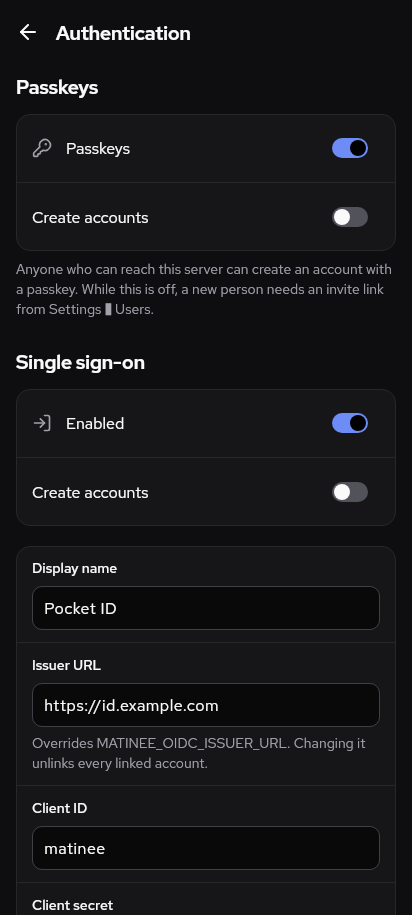 Authentication
Passkeys
Passkeys
Create accounts
Anyone who can reach this server can create an account with
a passkey. While this is off, a new person needs an invite link
from Settings ▮ Users.
Single sign-on
Enabled
Create accounts
Display name
Pocket ID
Issuer URL
https://id.example.com
Overrides MATINEE_OIDC_ISSUER_URL. Changing it
unlinks every linked account.
Client ID
matinee
Client secret